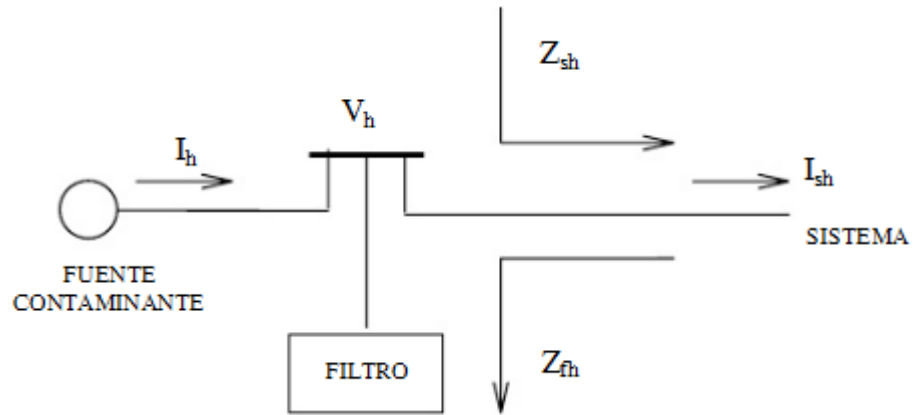 Z_sh
V_h
I_h
I_sh
SISTEMA
FUENTE
CONTAMINANTE
FILTRO
Z_fh